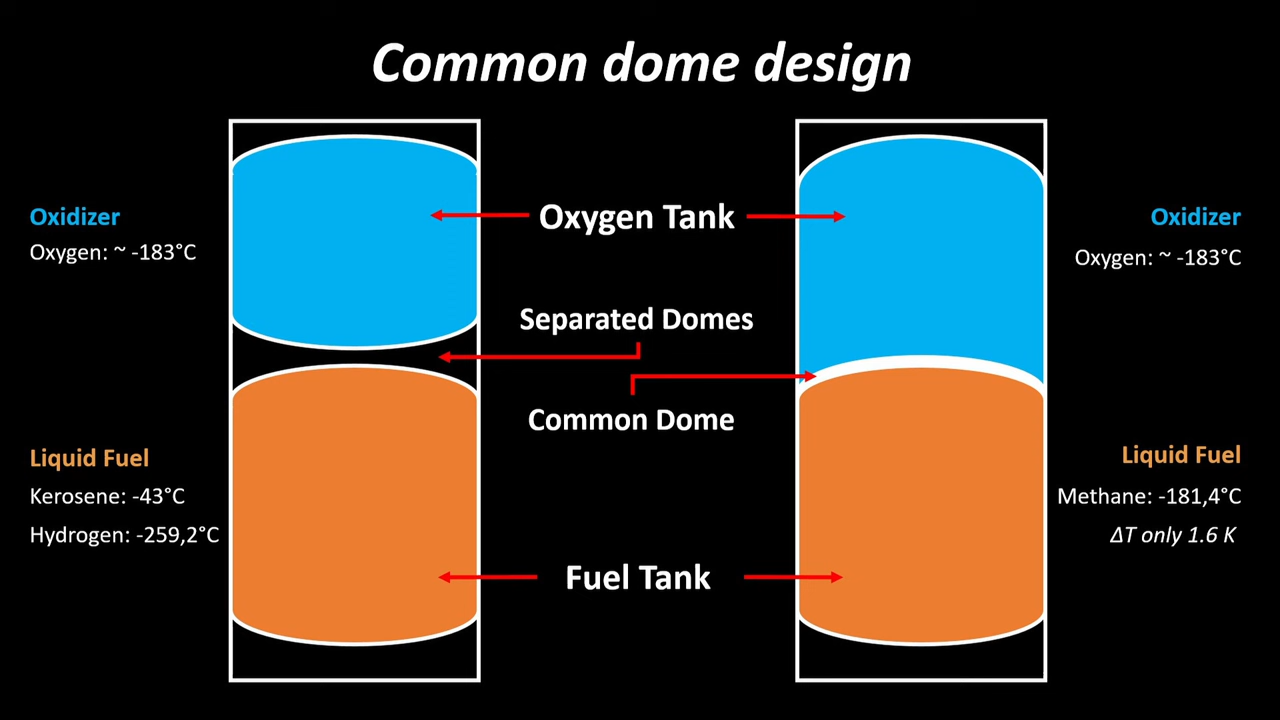 Common dome design
Oxidizer
Oxygen: ~ -183°C
Liquid Fuel
Kerosene: -43°C
Hydrogen: -259,2°C
Oxygen Tank
Separated Domes
Common Dome
Fuel Tank
Oxidizer
Oxygen: ~ -183°C
Liquid Fuel
Methane: -181,4°C
ΔT only 1.6 K